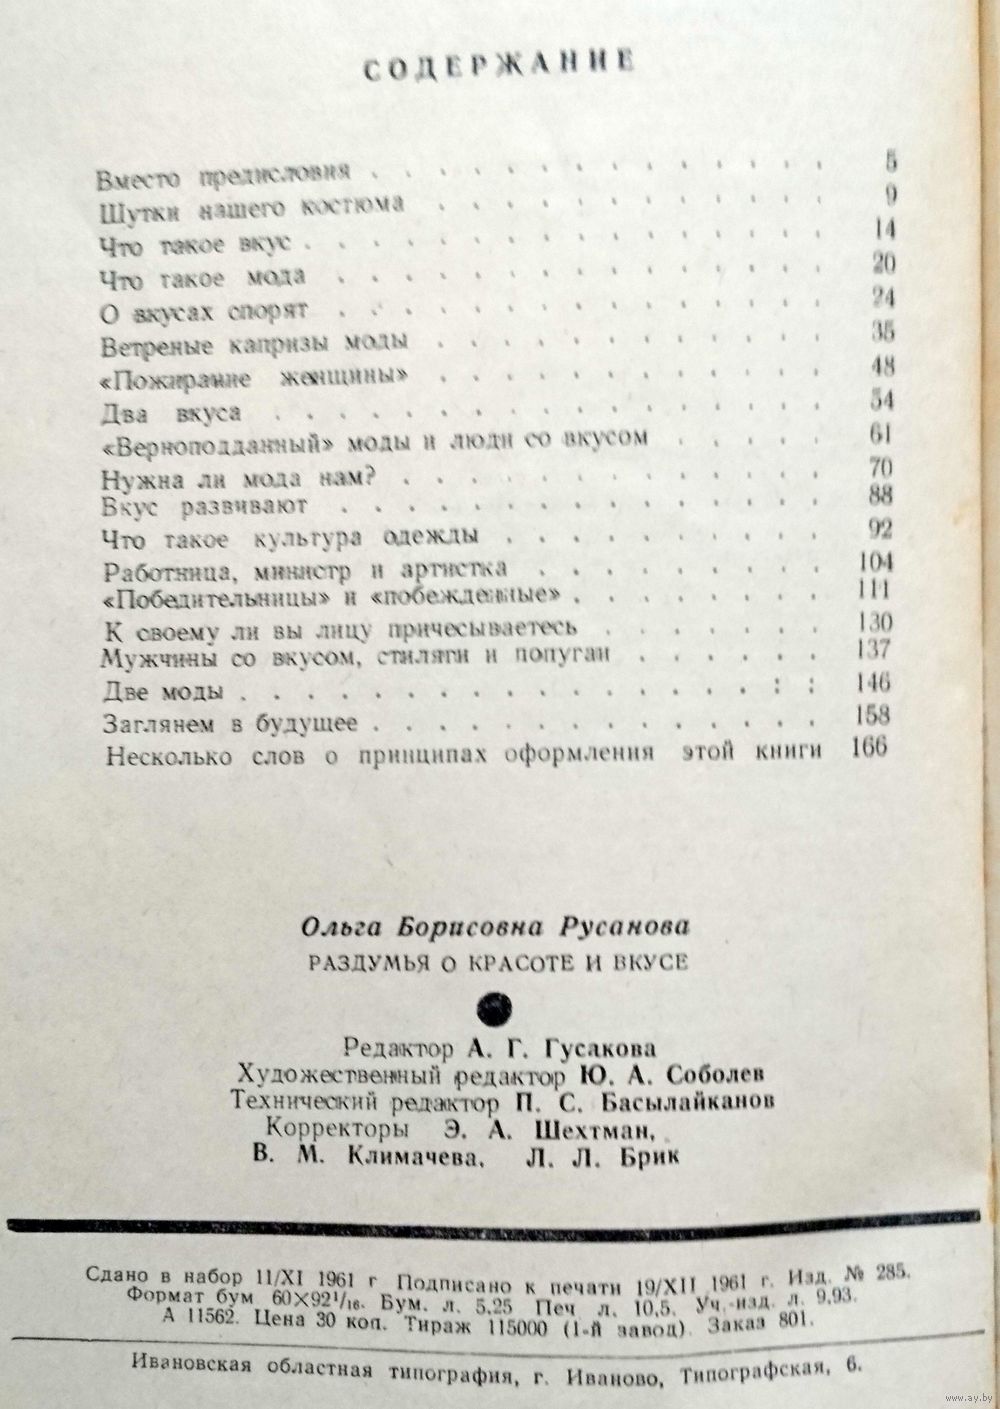 СОДЕРЖАНИЕ
Вместо предисловия . . . . . . . . . . . . . . 5
Шутки нашего костюма . . . . . . . . . . . . 9
Что такое вкус . . . . . . . . . . . . . . . . 14
Что такое мода . . . . . . . . . . . . . . . 20
О вкусах спорят . . . . . . . . . . . . . . . 24
Ветреные капризы моды . . . . . . . . . . . . 35
«Пожирание женщины» . . . . . . . . . . . . 48
Два вкуса . . . . . . . . . . . . . . . . . 54
«Верноподданный» моды и люди со вкусом . . . . . 61
Нужна ли мода нам? . . . . . . . . . . . . . 70
Вкус развивают . . . . . . . . . . . . . . . 88
Что такое культура одежды . . . . . . . . . . 92
Работница, министр и артистка . . . . . . . . . 104
«Победительницы» и «побежденные» . . . . . . . . 111
К своему ли вы лицу причесываетесь . . . . . . . 130
Мужчины со вкусом, стиляги и попугаи . . . . . . 137
Две моды . . . . . . . . . . . . . . . . : : 146
Заглянем в будущее . . . . . . . . . . . . . . 158
Несколько слов о принципах оформления этой книги 166
Ольга Борисовна Русанова
РАЗДУМЬЯ О КРАСОТЕ И ВКУСЕ
Редактор А. Г. Гусакова
Художественный редактор Ю. А. Соболев
Технический редактор П. С. Басылайканов
Корректоры Э. А. Шехтман,
В. М. Климачева, Л. Л. Брик
Сдано в набор 11/XI 1961 г Подписано к печати 19/XII 1961 г. Изд. № 285.
Формат бум 60×92 1/16. Бум. л. 5,25 Печ л. 10,5. Уч.-изд. л. 9,93.
А 11562. Цена 30 коп. Тираж 115000 (1-й завод). Заказ 801.
Ивановская областная типография, г. Иваново, Типографская, 6.
www.ay.by